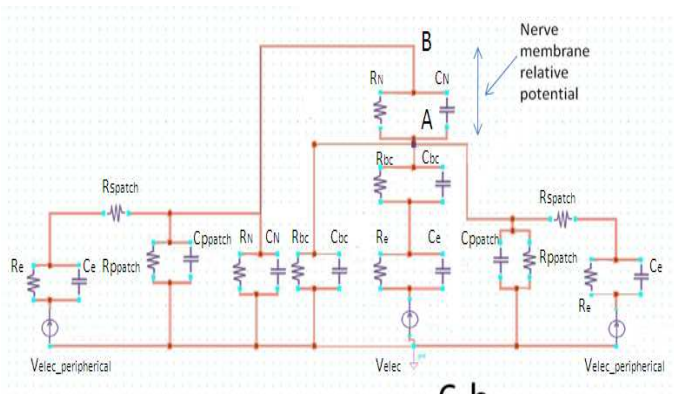 B
Nerve
membrane
relative
potential
RN CN
A
Rbc Cbc
Rspatch
Rspatch
Cppatch
RN CN Rbc Cbc Re Ce Cppatch
Re Ce Rppatch
Rppatch Ce
Re
Velec_peripherical
Velec
Velec_peripherical